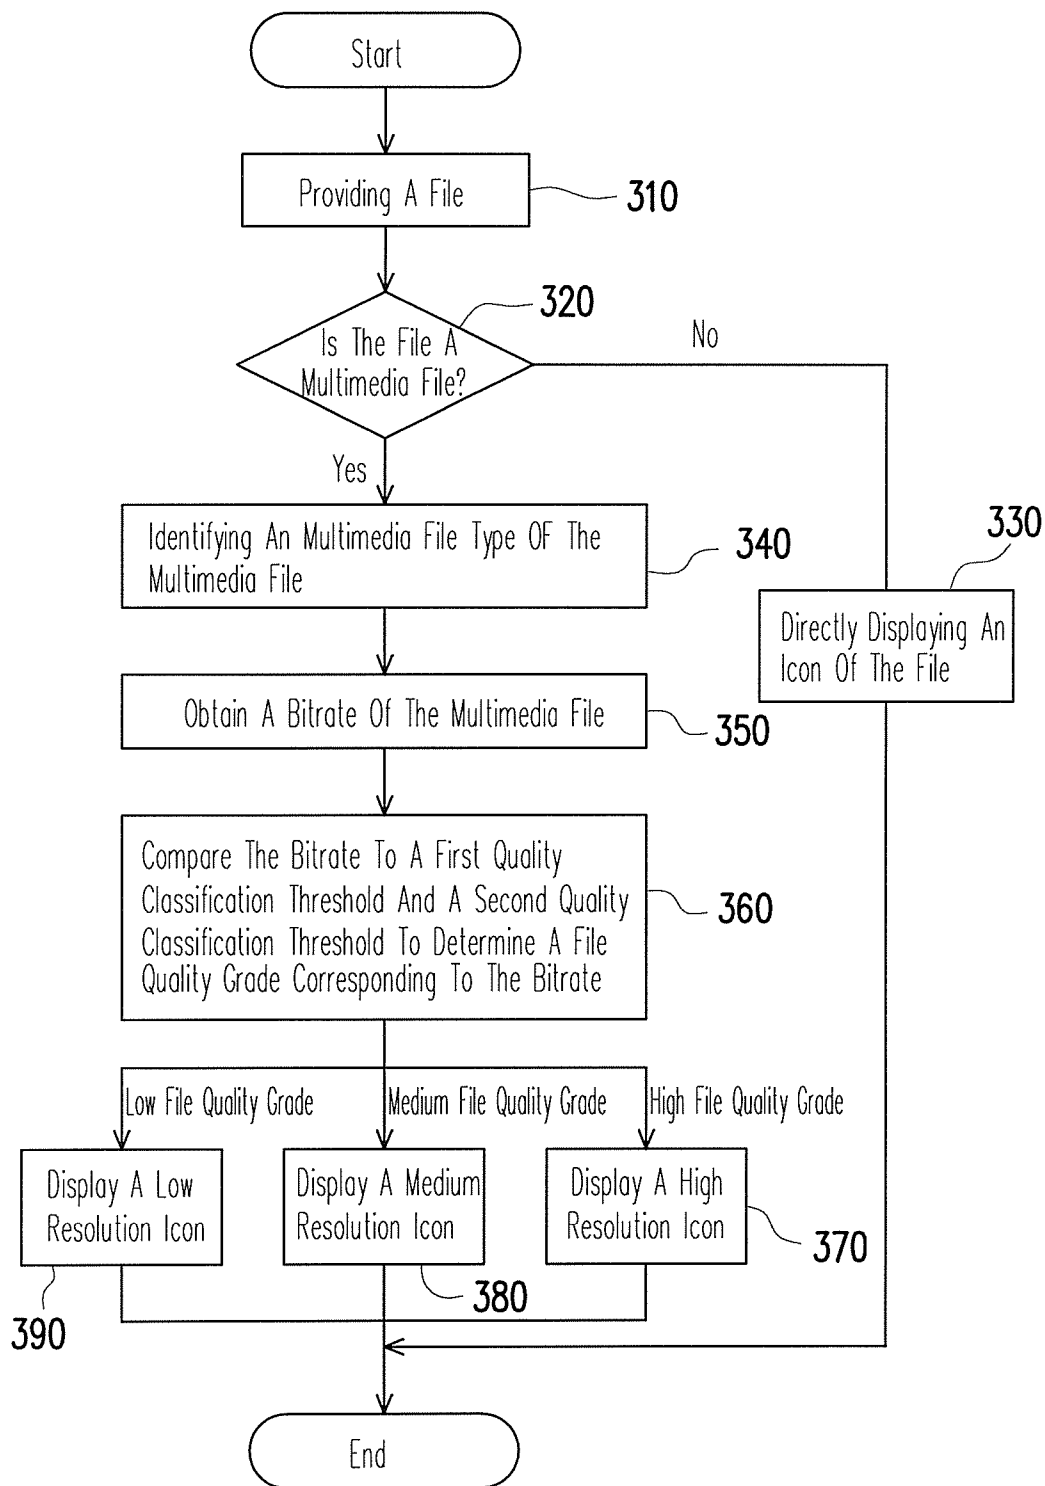 Start
Providing A File
310
320
Is The File A
Multimedia File?
No
Yes
Identifying An Multimedia File Type OF The
Multimedia File
340
330
Directly Displaying An
Icon Of The File
Obtain A Bitrate Of The Multimedia File
350
Compare The Bitrate To A First Quality
Classification Threshold And A Second Quality
Classification Threshold To Determine A File
Quality Grade Corresponding To The Bitrate
360
Low File Quality Grade
Medium File Quality Grade
High File Quality Grade
Display A Low
Resolution Icon
390
Display A Medium
Resolution Icon
380
Display A High
Resolution Icon
370
End